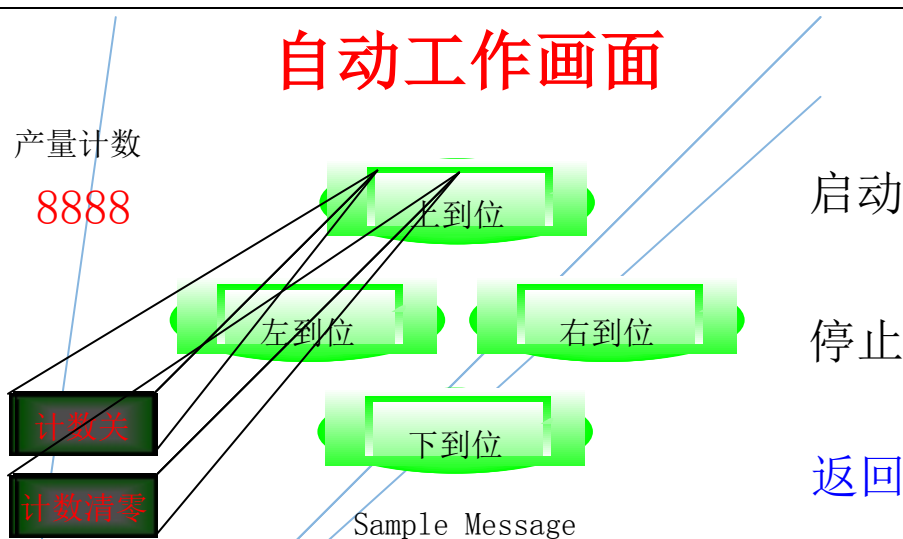 自动工作画面
产量计数
8888
上到位
启动
左到位
右到位
停止
计数关
下到位
返回
计数清零
Sample Message